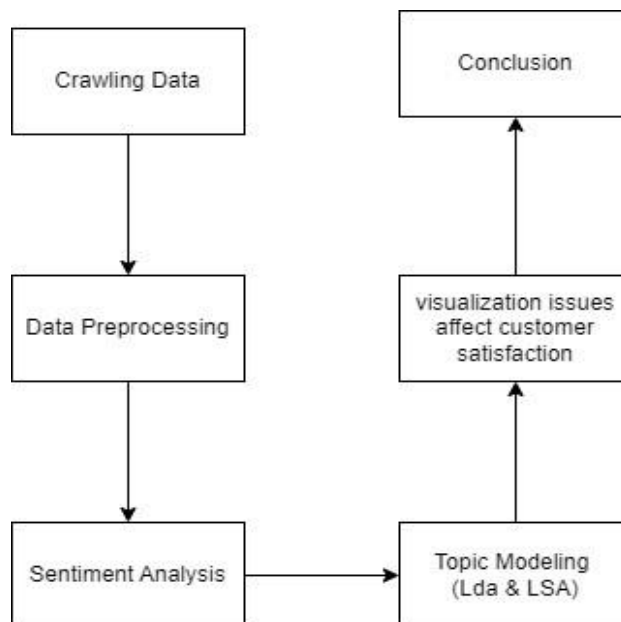 Crawling Data
Data Preprocessing
Sentiment Analysis
Topic Modeling
(Lda & LSA)
visualization issues
affect customer
satisfaction
Conclusion